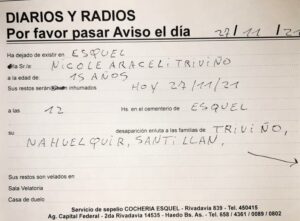 DIARIOS Y RADIOS
Por favor pasar Aviso el día 27/11/21
Ha dejado de existir en ESQUEL
la Sr/a: NICOLE ARACELI TRIVIÑO
a la edad de 15 AÑOS
Sus restos serán inhumados HOY 27/11/21
a las 12 Hs. en el cementerio de ESQUEL
su desaparición enluta a las familias de TRIVIÑO,
NAHUELQUIR, SANTILLAN,
Sus restos son velados en
Sala Velatoria
Casa de duelo
Servicio de sepelio COCHERIA ESQUEL - Rivadavia 839 - Tel. 450415
Ag. Capital Federal - 2da Rivadavia 14535 - Haedo Bs. As. - Tel. 658 / 4361 / 0089 / 0802